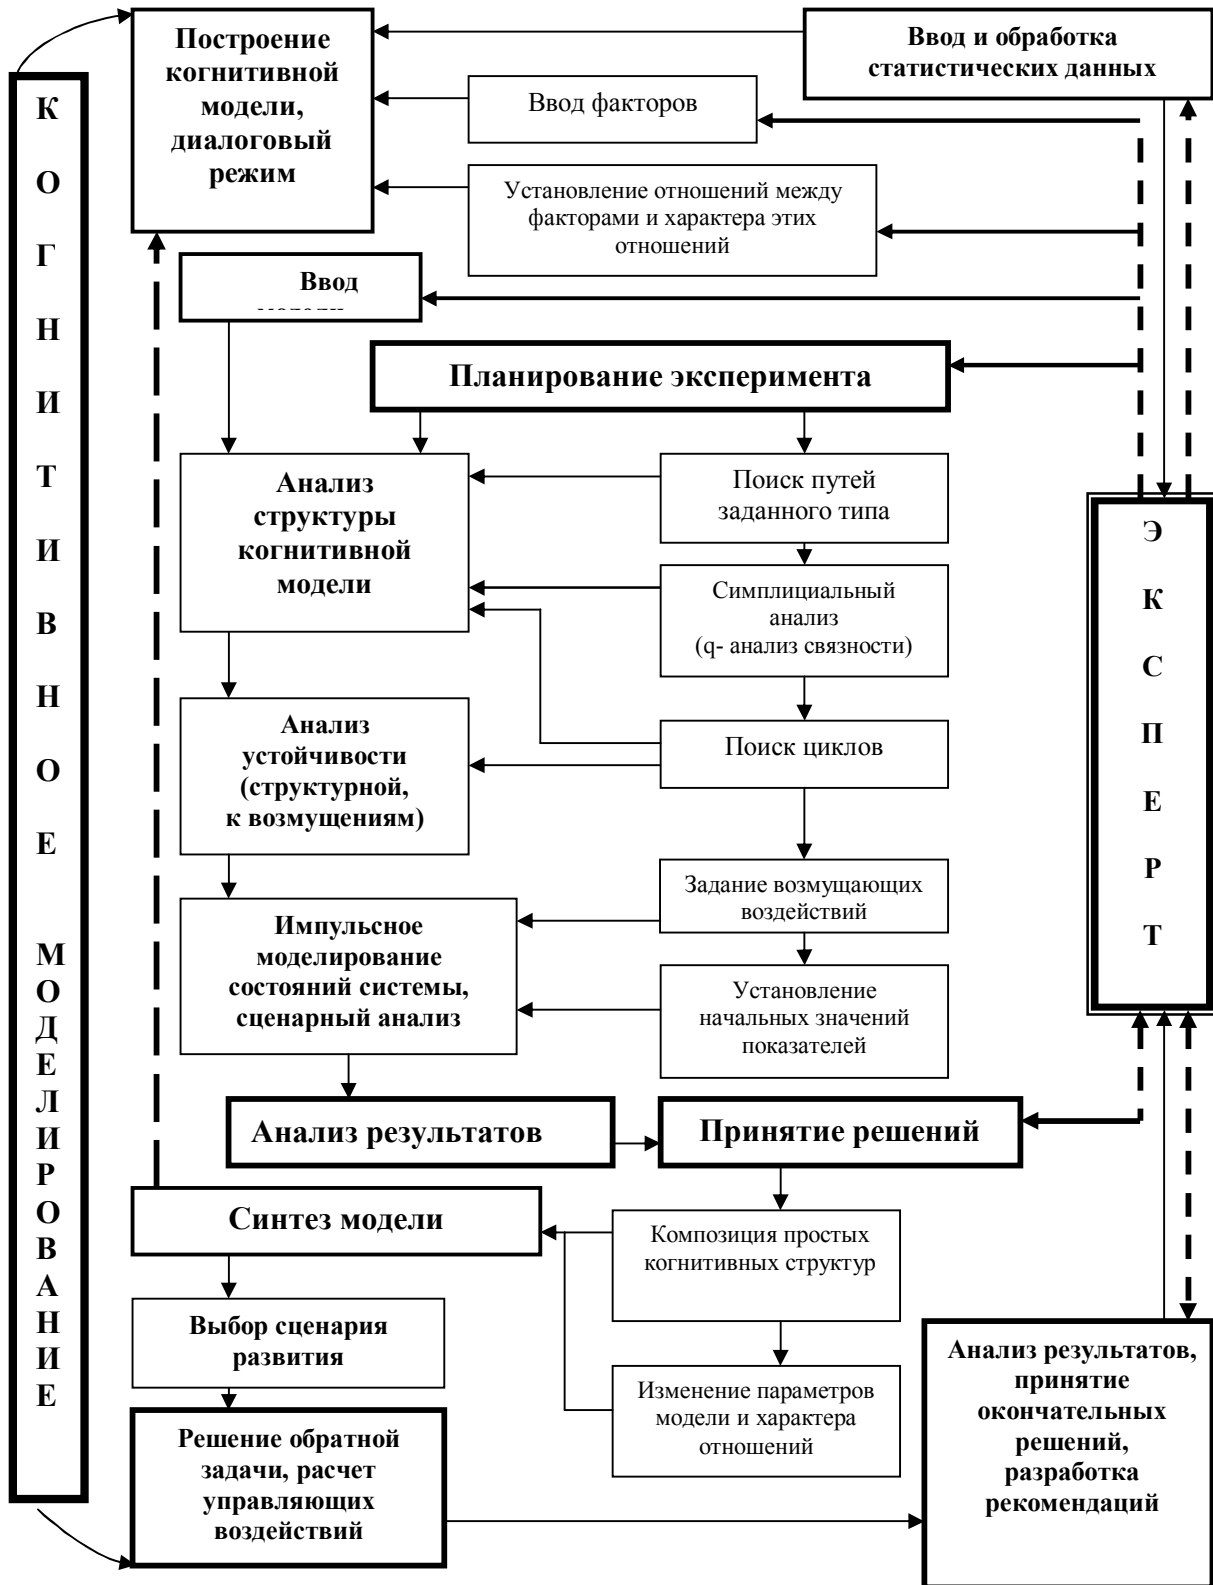 КОГНИТИВНОЕ МОДЕЛИРОВАНИЕ
Построение
когнитивной
модели,
диалоговый
режим
Ввод и обработка
статистических данных
Ввод факторов
Установление отношений между
факторами и характера этих
отношений
Ввод
Планирование эксперимента
Анализ
структуры
когнитивной
модели
Поиск путей
заданного типа
Симплициальный
анализ
(q- анализ связности)
ЭКСПЕРТ
Анализ
устойчивости
(структурной,
к возмущениям)
Поиск циклов
Задание возмущающих
воздействий
Импульсное
моделирование
состояний системы,
сценарный анализ
Установление
начальных значений
показателей
Анализ результатов
Принятие решений
Синтез модели
Композиция простых
когнитивных структур
Выбор сценария
развития
Изменение параметров
модели и характера
отношений
Решение обратной
задачи, расчет
управляющих
воздействий
Анализ результатов,
принятие
окончательных
решений,
разработка
рекомендаций